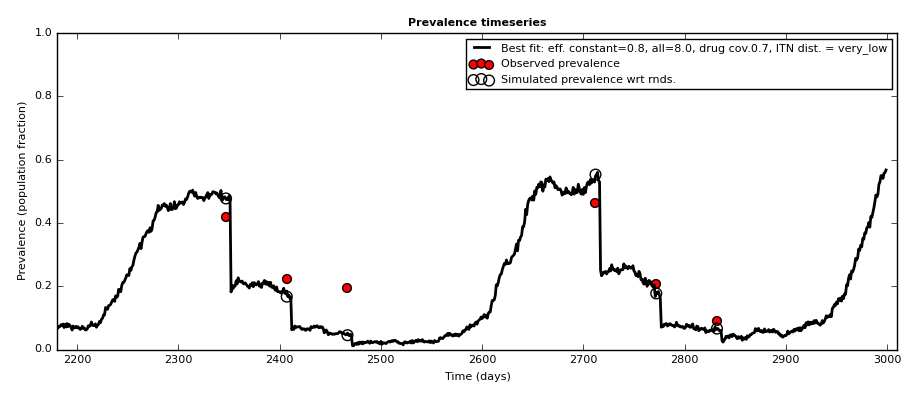 Prevalence timeseries
1.0
0.8
0.6
0.4
0.2
0.0
Prevalence (population fraction)
Best fit: eff. constant=0.8, all=8.0, drug cov.0.7, ITN dist. = very_low
Observed prevalence
Simulated prevalence wrt rnds.
2200 2300 2400 2500 2600 2700 2800 2900 3000
Time (days)